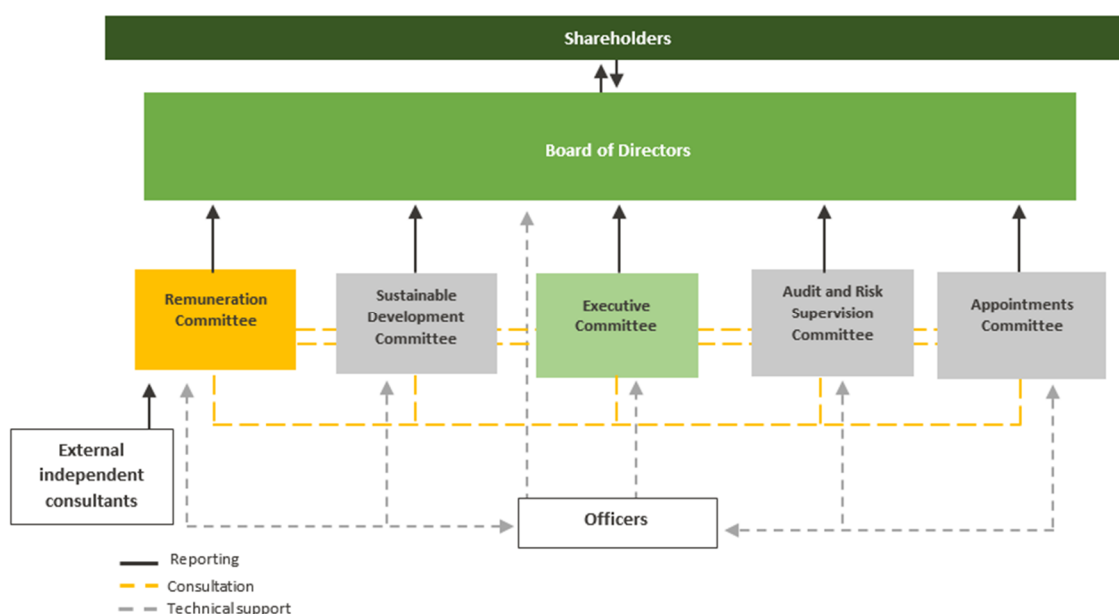 Shareholders
Board of Directors
Remuneration
Committee
Sustainable
Development
Committee
Executive
Committee
Audit and Risk
Supervision
Committee
Appointments
Committee
External
independent
consultants
Officers
Reporting
Consultation
Technical support